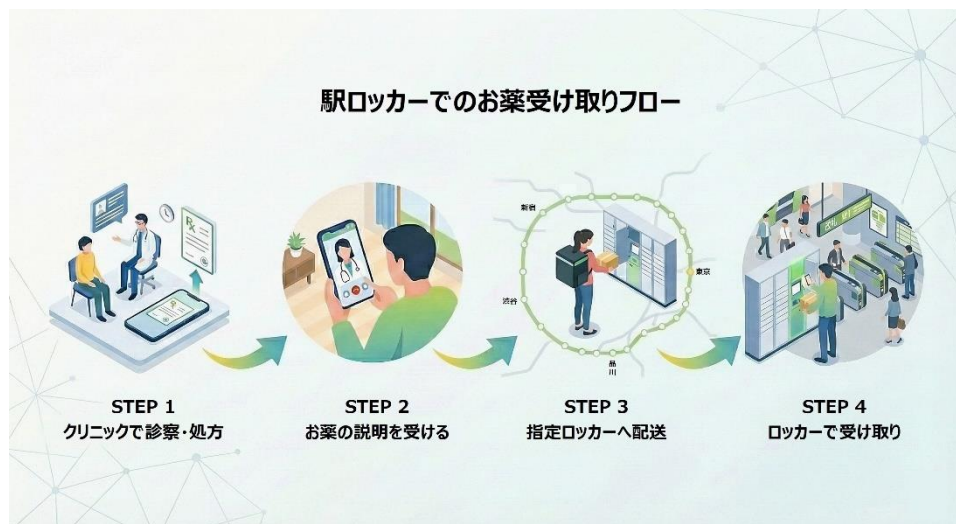 駅ロッカーでのお薬受け取りフロー
新宿
渋谷
東京
品川
STEP 1
クリニックで診察・処方
STEP 2
お薬の説明を受ける
STEP 3
指定ロッカーへ配送
STEP 4
ロッカーで受け取り